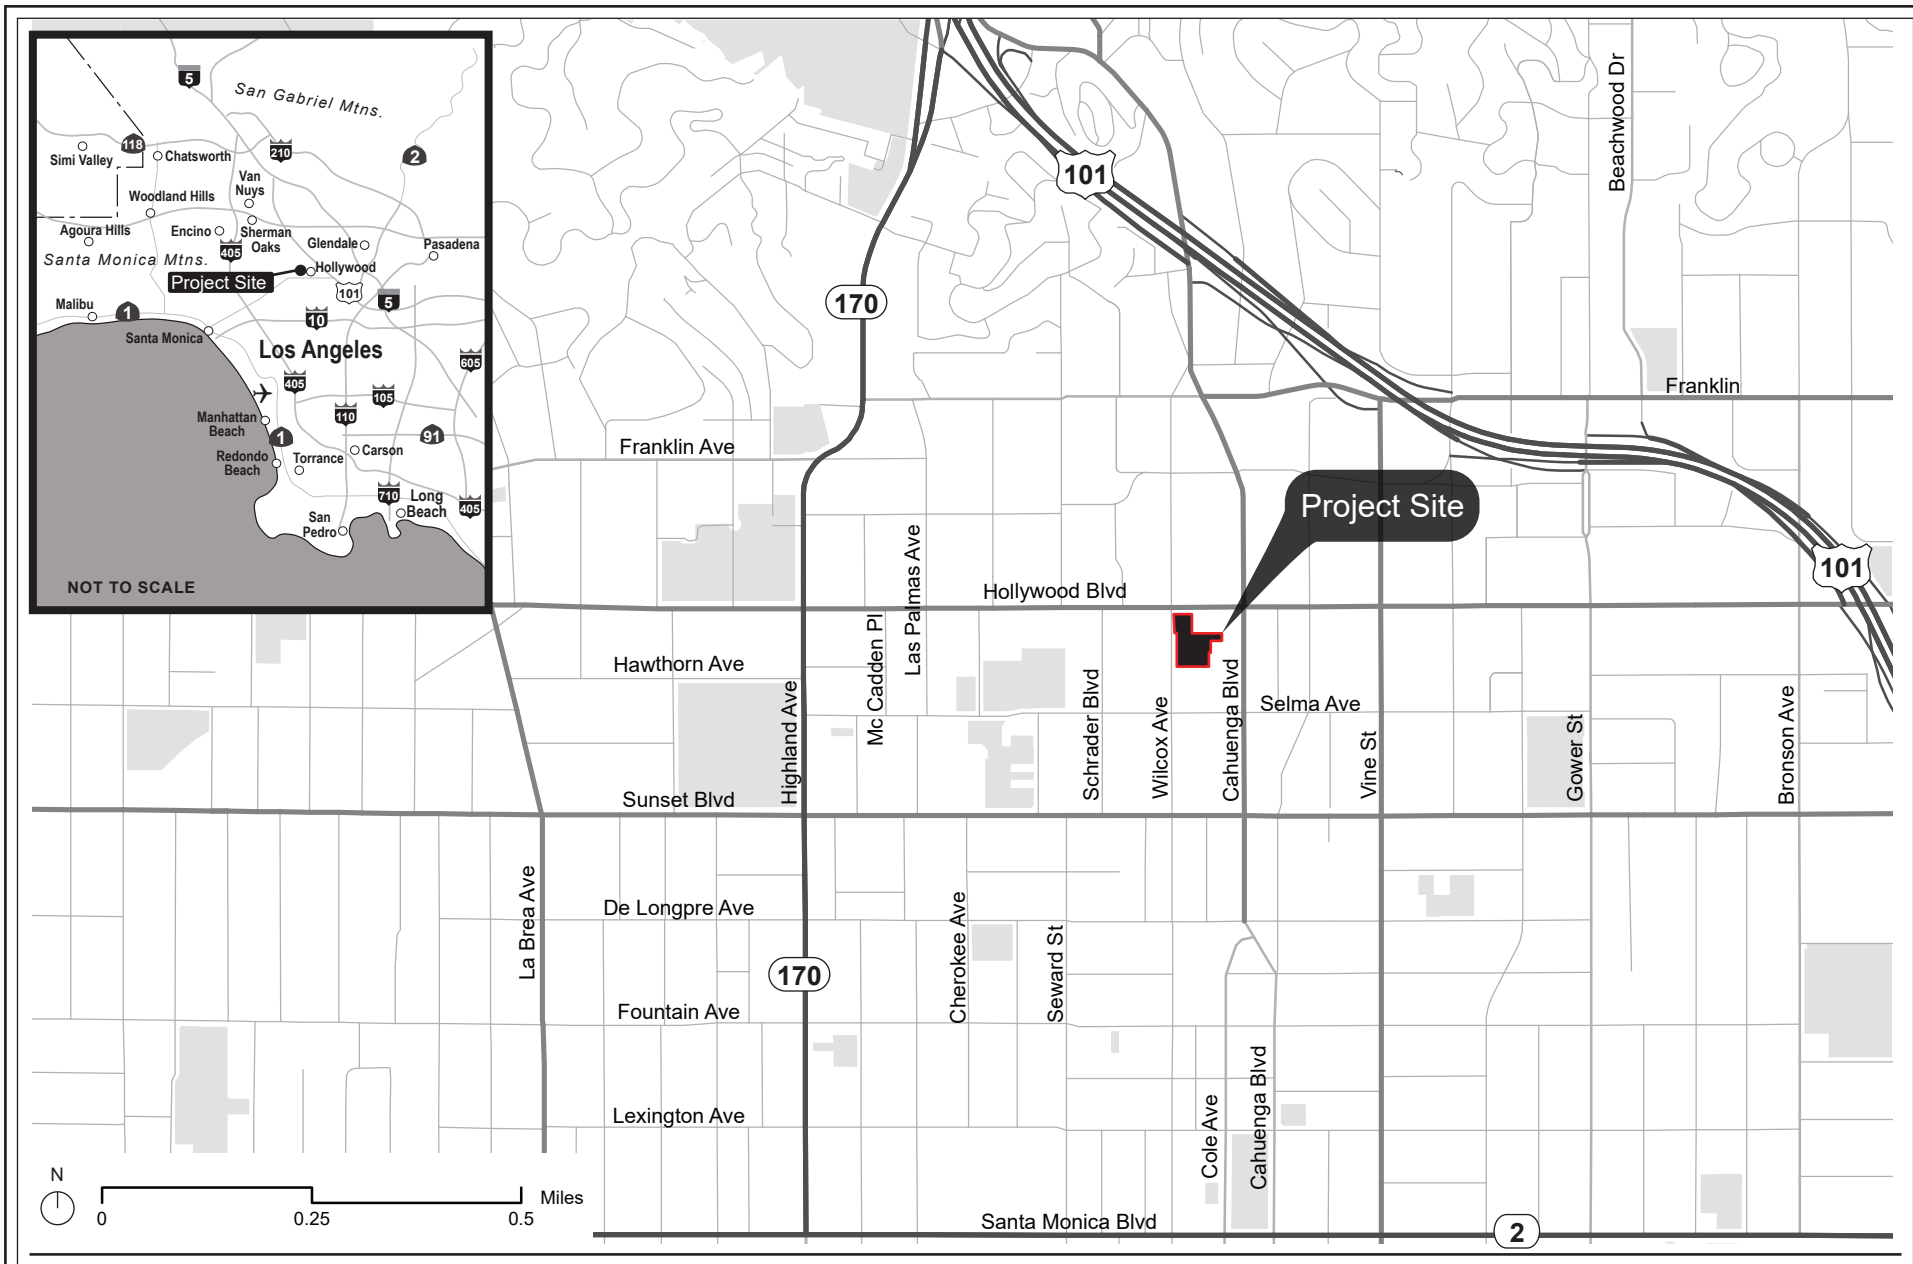 5
San Gabriel Mtns.
118
Simi Valley
Chatsworth
210
2
Van
Nuys
Woodland Hills
Agoura Hills
Encino
Sherman
Oaks
Glendale
Pasadena
405
Santa Monica Mtns.
Hollywood
Project Site
101
5
Malibu
1
10
Santa Monica
Los Angeles
605
405
105
110
Manhattan
Beach
1
91
Redondo
Beach
Torrance
Carson
710
Long
Beach
405
San
Pedro
NOT TO SCALE
101
Beachwood Dr
170
Franklin
Franklin Ave
Project Site
101
Hollywood Blvd
Las Palmas Ave
Mc Cadden Pl
Hawthorn Ave
Highland Ave
Schrader Blvd
Wilcox Ave
Cahuenga Blvd
Selma Ave
Vine St
Gower St
Bronson Ave
Sunset Blvd
La Brea Ave
De Longpre Ave
Cherokee Ave
Seward St
170
Fountain Ave
Lexington Ave
Cole Ave
Cahuenga Blvd
Santa Monica Blvd
2
N
0 0.25 0.5 Miles